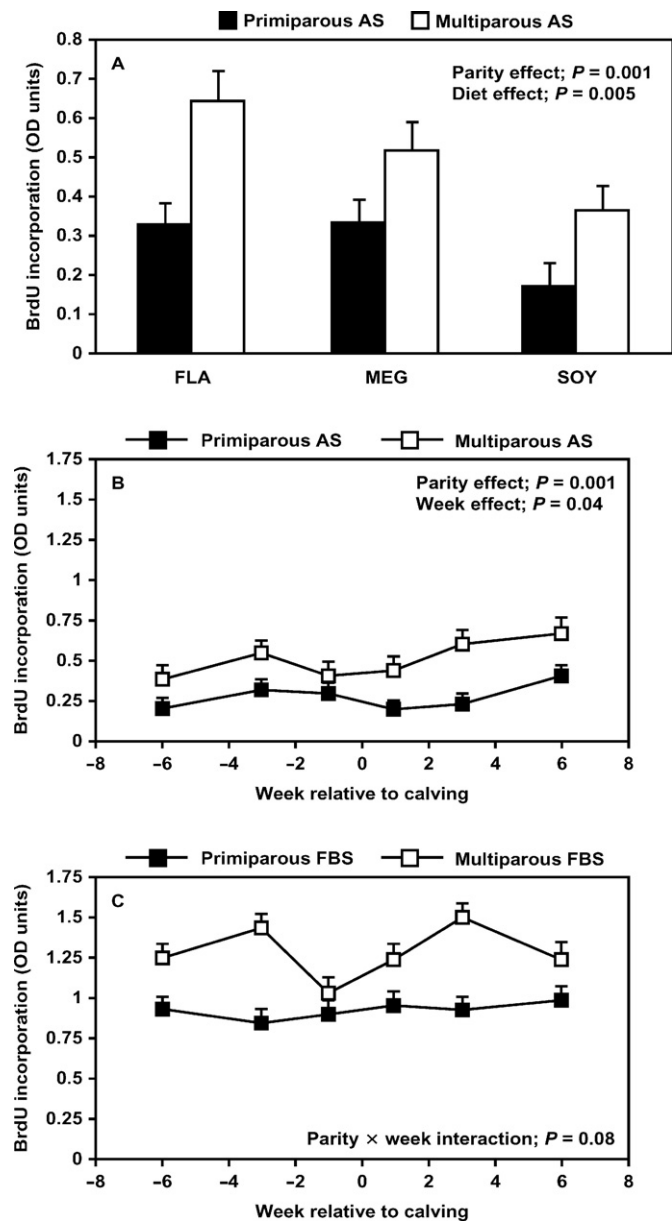 Primiparous AS Multiparous AS
A
Parity effect; P = 0.001
Diet effect; P = 0.005
BrdU incorporation (OD units)
0.8
0.7
0.6
0.5
0.4
0.3
0.2
0.1
0
FLA MEG SOY
Primiparous AS Multiparous AS
B
Parity effect; P = 0.001
Week effect; P = 0.04
BrdU incorporation (OD units)
1.75
1.5
1.25
1
0.75
0.5
0.25
0
–8 –6 –4 –2 0 2 4 6 8
Week relative to calving
Primiparous FBS Multiparous FBS
C
BrdU incorporation (OD units)
1.75
1.5
1.25
1
0.75
0.5
0.25
0
Parity × week interaction; P = 0.08
–8 –6 –4 –2 0 2 4 6 8
Week relative to calving